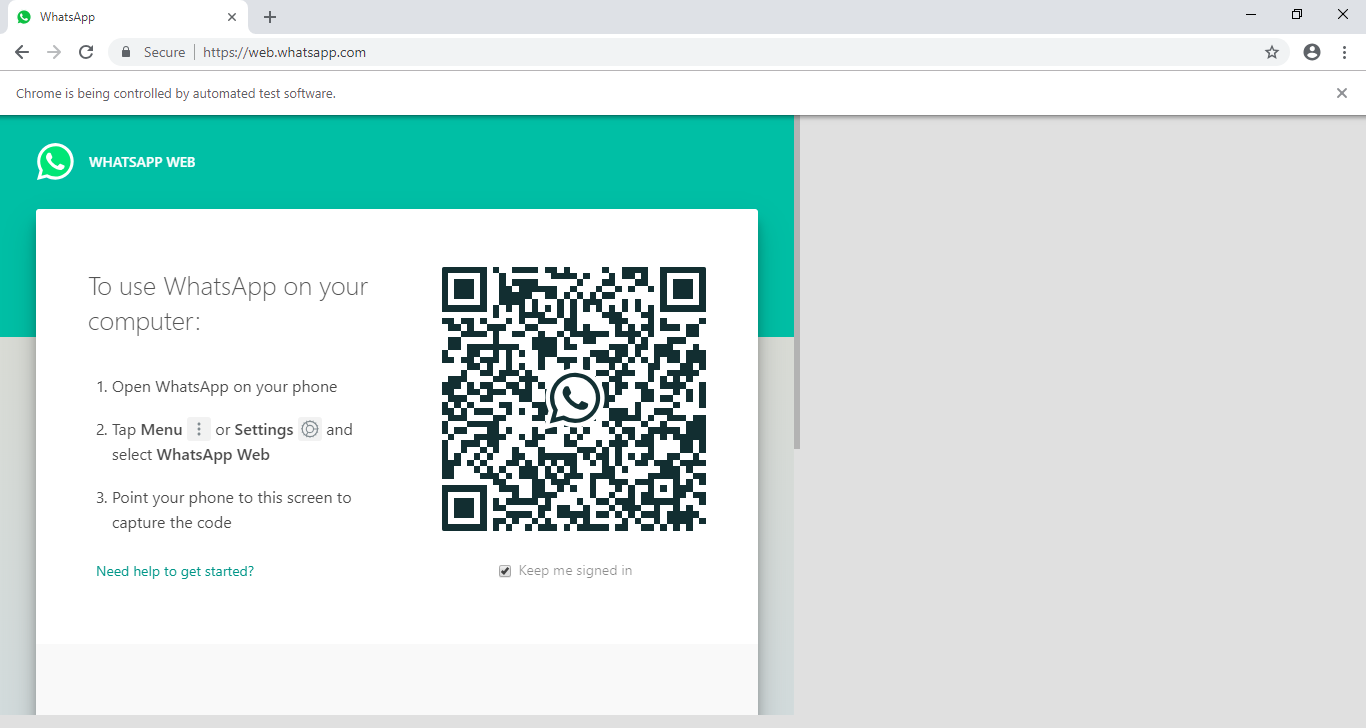 WhatsApp
Secure
https://web.whatsapp.com
Chrome is being controlled by automated test software.
WHATSAPP WEB
To use WhatsApp on your
computer:
1. Open WhatsApp on your phone
2. Tap Menu or Settings and
select WhatsApp Web
3. Point your phone to this screen to
capture the code
Need help to get started?
Keep me signed in